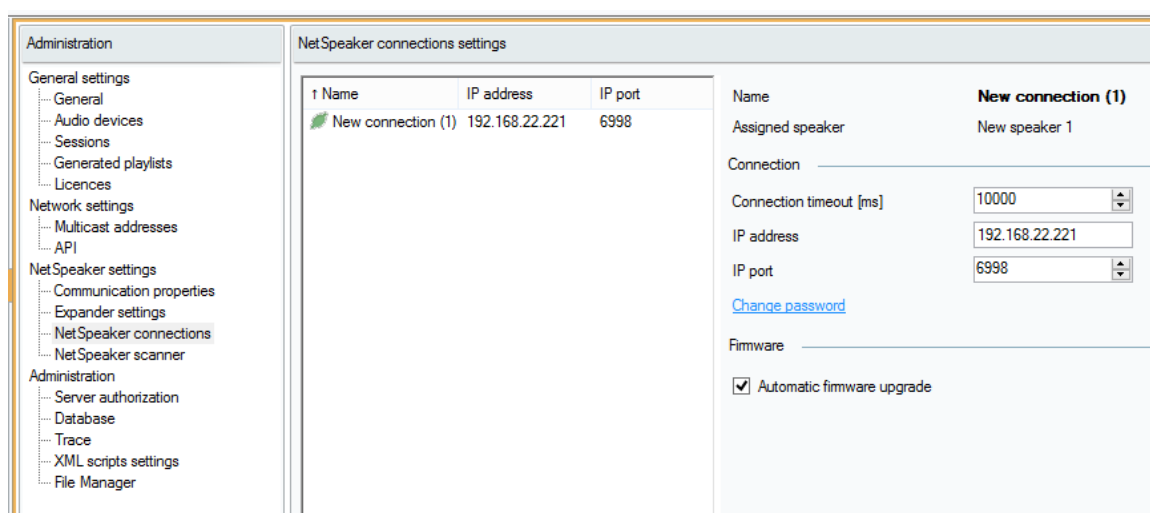 Administration
General settings
General
Audio devices
Sessions
Generated playlists
Licences
Network settings
Multicast addresses
API
NetSpeaker settings
Communication properties
Expander settings
NetSpeaker connections
NetSpeaker scanner
Administration
Server authorization
Database
Trace
XML scripts settings
File Manager
NetSpeaker connections settings
↑ Name IP address IP port
New connection (1) 192.168.22.221 6998
Name New connection (1)
Assigned speaker New speaker 1
Connection
Connection timeout [ms] 10000
IP address 192.168.22.221
IP port 6998
Change password
Firmware
Automatic firmware upgrade